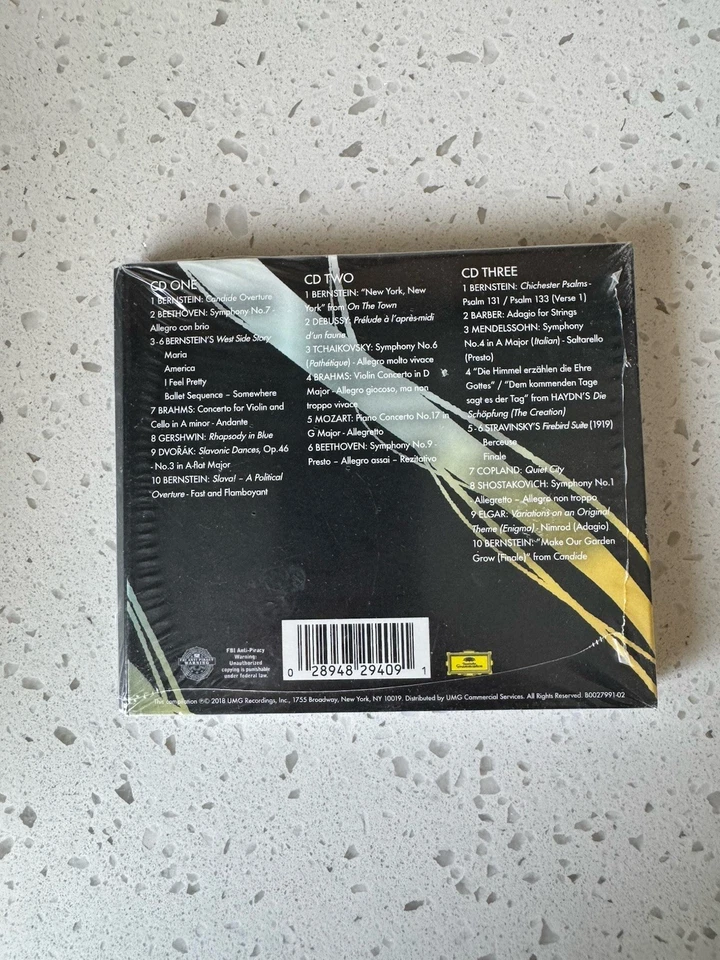 CD ONE
1 BERNSTEIN: Candide Overture
2 BEETHOVEN: Symphony No.7 -
Allegro con brio
3-6 BERNSTEIN'S West Side Story
Maria
America
I Feel Pretty
Ballet Sequence – Somewhere
7 BRAHMS: Concerto for Violin and
Cello in A minor - Andante
8 GERSHWIN: Rhapsody in Blue
9 DVOŘÁK: Slavonic Dances, Op.46
- No.3 in A-flat Major
10 BERNSTEIN: Slava! – A Political
Overture - Fast and Flamboyant
CD TWO
1 BERNSTEIN: "New York, New
York" from On The Town
2 DEBUSSY: Prélude à l'après-midi
d'un faune
3 TCHAIKOVSKY: Symphony No.6
(Pathétique) - Allegro molto vivace
4 BRAHMS: Violin Concerto in D
Major - Allegro giocoso, ma non
troppo vivace
5 MOZART: Piano Concerto No.17 in
G Major - Allegretto
6 BEETHOVEN: Symphony No.9 -
Presto – Allegro assai – Rezitativo
CD THREE
1 BERNSTEIN: Chichester Psalms -
Psalm 131 / Psalm 133 (Verse 1)
2 BARBER: Adagio for Strings
3 MENDELSSOHN: Symphony
No.4 in A Major (Italian) - Saltarello
(Presto)
4 "Die Himmel erzählen die Ehre
Gottes" / "Dem kommenden Tage
sagt es der Tag" from HAYDN'S Die
Schöpfung (The Creation)
5 - 6 STRAVINSKY'S Firebird Suite (1919)
Berceuse
Finale
7 COPLAND: Quiet City
8 SHOSTAKOVICH: Symphony No.1
- Allegretto – Allegro non troppo
9 ELGAR: Variations on an Original
Theme (Enigma) - Nimrod (Adagio)
10 BERNSTEIN: "Make Our Garden
Grow (Finale)" from Candide
FBI Anti-Piracy
Warning:
Unauthorized
copying is punishable
under federal law.
0 28948 29409 1
Deutsche
Grammophon
This compilation ℗© 2018 UMG Recordings, Inc., 1755 Broadway, New York, NY 10019. Distributed by UMG Commercial Services. All Rights Reserved. B0027991-02